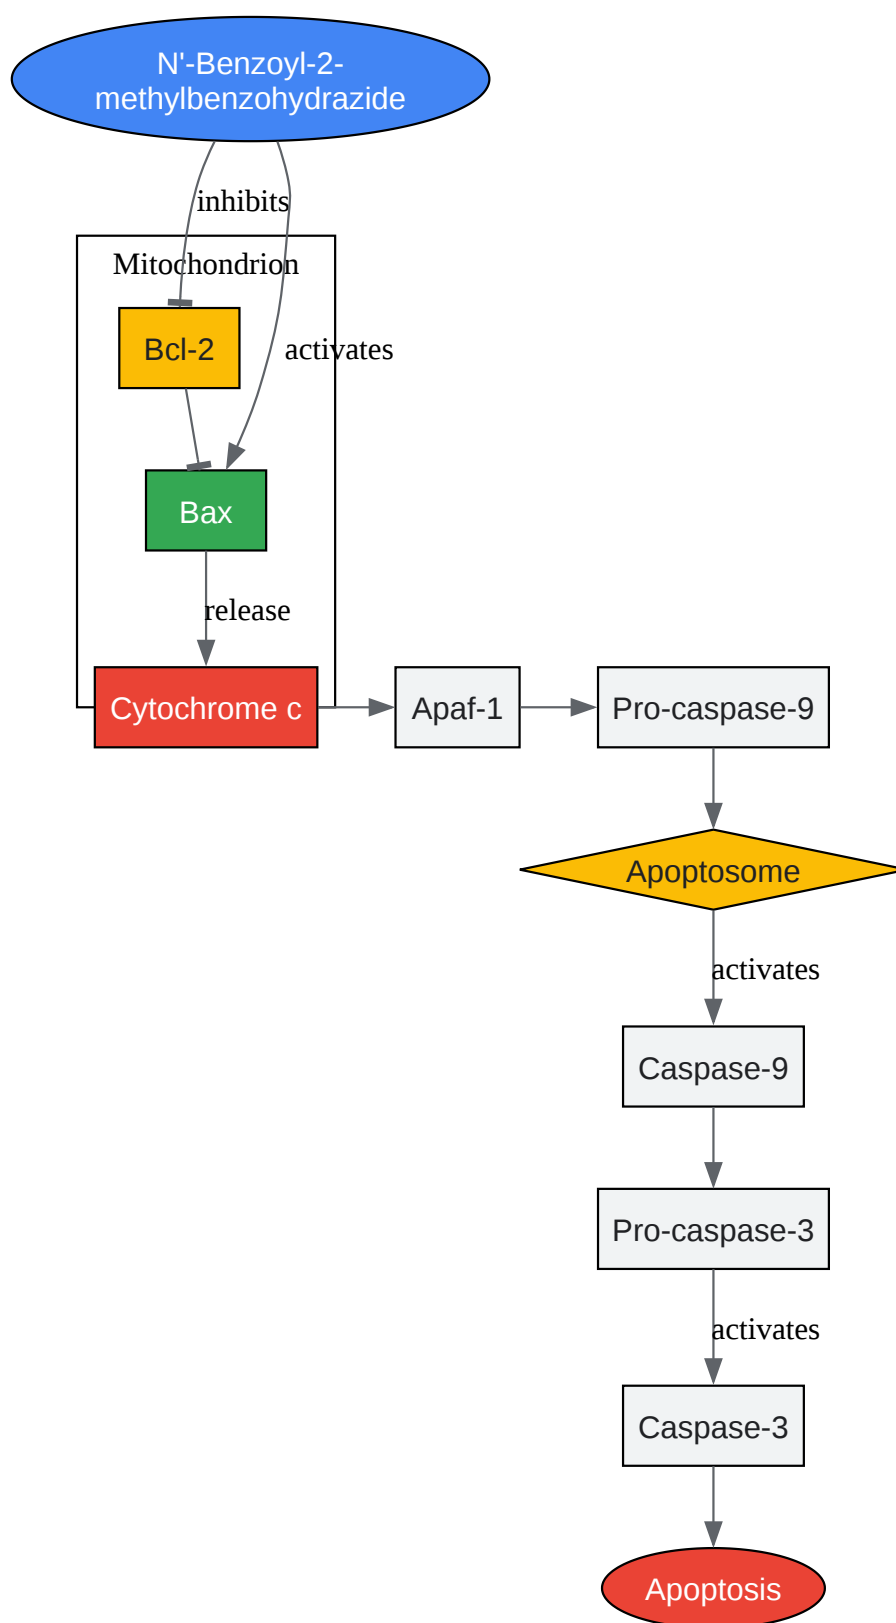 N'-Benzoyl-2-
methylbenzohydrazide
inhibits
Mitochondrion
Bcl-2
activates
Bax
release
Cytochrome c
Apaf-1
Pro-caspase-9
Apoptosome
activates
Caspase-9
Pro-caspase-3
activates
Caspase-3
Apoptosis